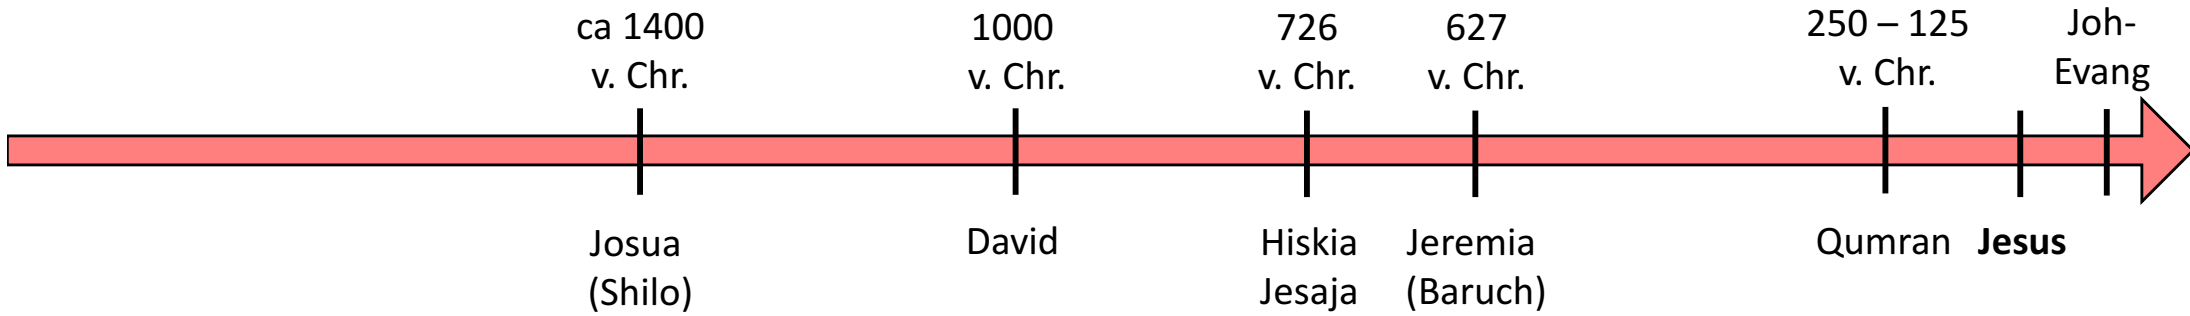 ca 1400
v. Chr.
1000
v. Chr.
726
v. Chr.
627
v. Chr.
250 – 125
v. Chr.
Joh-
Evang
Josua
(Shilo)
David
Hiskia
Jesaja
Jeremia
(Baruch)
Qumran
Jesus